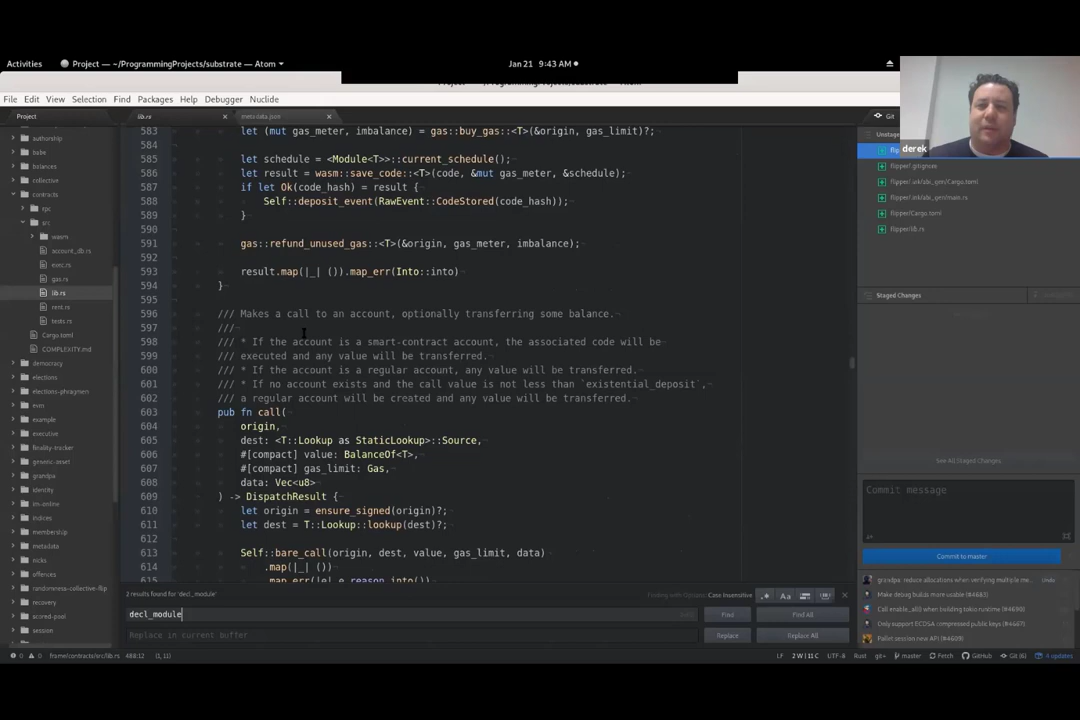 Activities
Project — ~/ProgrammingProjects/substrate — Atom
Jan 21 9:43 AM
File Edit View Selection Find Packages Help Debugger Nuclide
Project
lib.rs
metadata.json
Git
authorship
babe
balances
collective
contracts
rpc
src
wasm
account_db.rs
exec.rs
gas.rs
lib.rs
rent.rs
tests.rs
Cargo.toml
COMPLEXITY.md
democracy
elections
elections-phragmen
evm
example
executive
finality-tracker
generic-asset
grandpa
identity
im-online
indices
membership
metadata
nicks
offences
randomness-collective-flip
recovery
scored-pool
session
583 let (mut gas_meter, imbalance) = gas::buy_gas::<T>(&origin, gas_limit)?;
584
585 let schedule = <Module<T>>::current_schedule();
586 let result = wasm::save_code::<T>(code, &mut gas_meter, &schedule);
587 if let Ok(code_hash) = result {
588 Self::deposit_event(RawEvent::CodeStored(code_hash));
589 }
591 gas::refund_unused_gas::<T>(&origin, gas_meter, imbalance);
592
593 result.map(|_| ()).map_err(Into::into)
594 }
595
596 /// Makes a call to an account, optionally transferring some balance.
597 ///
598 /// * If the account is a smart-contract account, the associated code will be
599 /// executed and any value will be transferred.
600 /// * If the account is a regular account, any value will be transferred.
601 /// * If no account exists and the call value is not less than `existential_deposit`,
602 /// a regular account will be created and any value will be transferred.
603 pub fn call(
604 origin,
605 dest: <T::Lookup as StaticLookup>::Source,
606 #[compact] value: BalanceOf<T>,
607 #[compact] gas_limit: Gas,
608 data: Vec<u8>
609 ) -> DispatchResult {
610 let origin = ensure_signed(origin)?;
611 let dest = T::Lookup::lookup(dest)?;
613 Self::bare_call(origin, dest, value, gas_limit, data)
614 .map(|_| ())
615 .map_err(|e| e.reason.into())
2 results found for 'decl_module'
Finding with Options: Case Insensitive
.* Aa
decl_module
Find
Find All
Replace in current buffer
Replace
Replace All
derek
flipper/.gitignore
flipper/.ink/abi_gen/Cargo.toml
flipper/.ink/abi_gen/main.rs
flipper/Cargo.toml
flipper/lib.rs
Staged Changes
See All Staged Changes
Commit message
Commit to master
grandpa: reduce allocations when verifying multiple me...
Undo
Make debug builds more usable (#4683)
Call enable_all() when building tokio runtime (#4690)
Only support ECDSA compressed public keys (#4667)
Pallet session new API (#4609)
0 0 frame/contracts/src/lib.rs 488:12 (1, 11)
LF 2 W | 11 C UTF-8 Rust git+ master Fetch GitHub Git (6) 4 updates